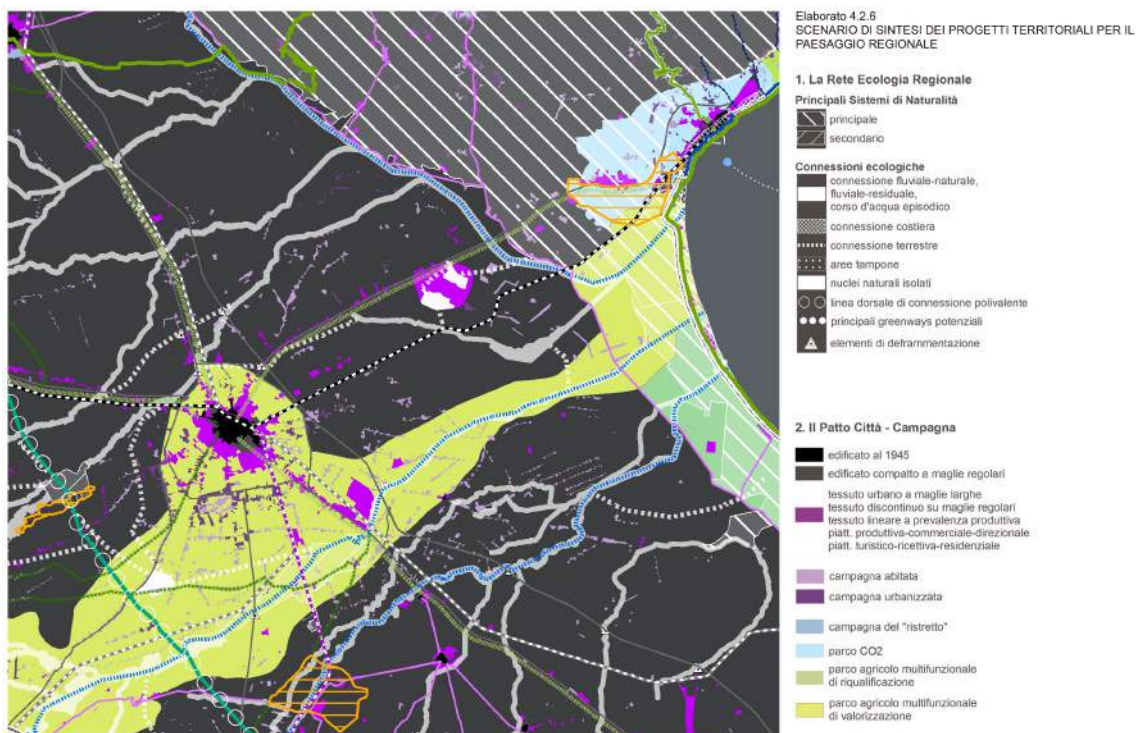 Elaborato 4.2.6
SCENARIO DI SINTESI DEI PROGETTI TERRITORIALI PER IL
PAESAGGIO REGIONALE
1. La Rete Ecologia Regionale
Principali Sistemi di Naturalità
principale
secondario
Connessioni ecologiche
connessione fluviale-naturale,
fluviale-residuale,
corso d'acqua episodico
connessione costiera
connessione terrestre
aree tampone
nuclei naturali isolati
linea dorsale di connessione polivalente
principali greenways potenziali
elementi di deframmentazione
2. Il Patto Città - Campagna
edificato al 1945
edificato compatto a maglie regolari
tessuto urbano a maglie larghe
tessuto discontinuo su maglie regolari
tessuto lineare a prevalenza produttiva
piatt. produttiva-commerciale-direzionale
piatt. turistico-ricettiva-residenziale
campagna abitata
campagna urbanizzata
campagna del "ristretto"
parco CO2
parco agricolo multifunzionale
di riqualificazione
parco agricolo multifunzionale
di valorizzazione